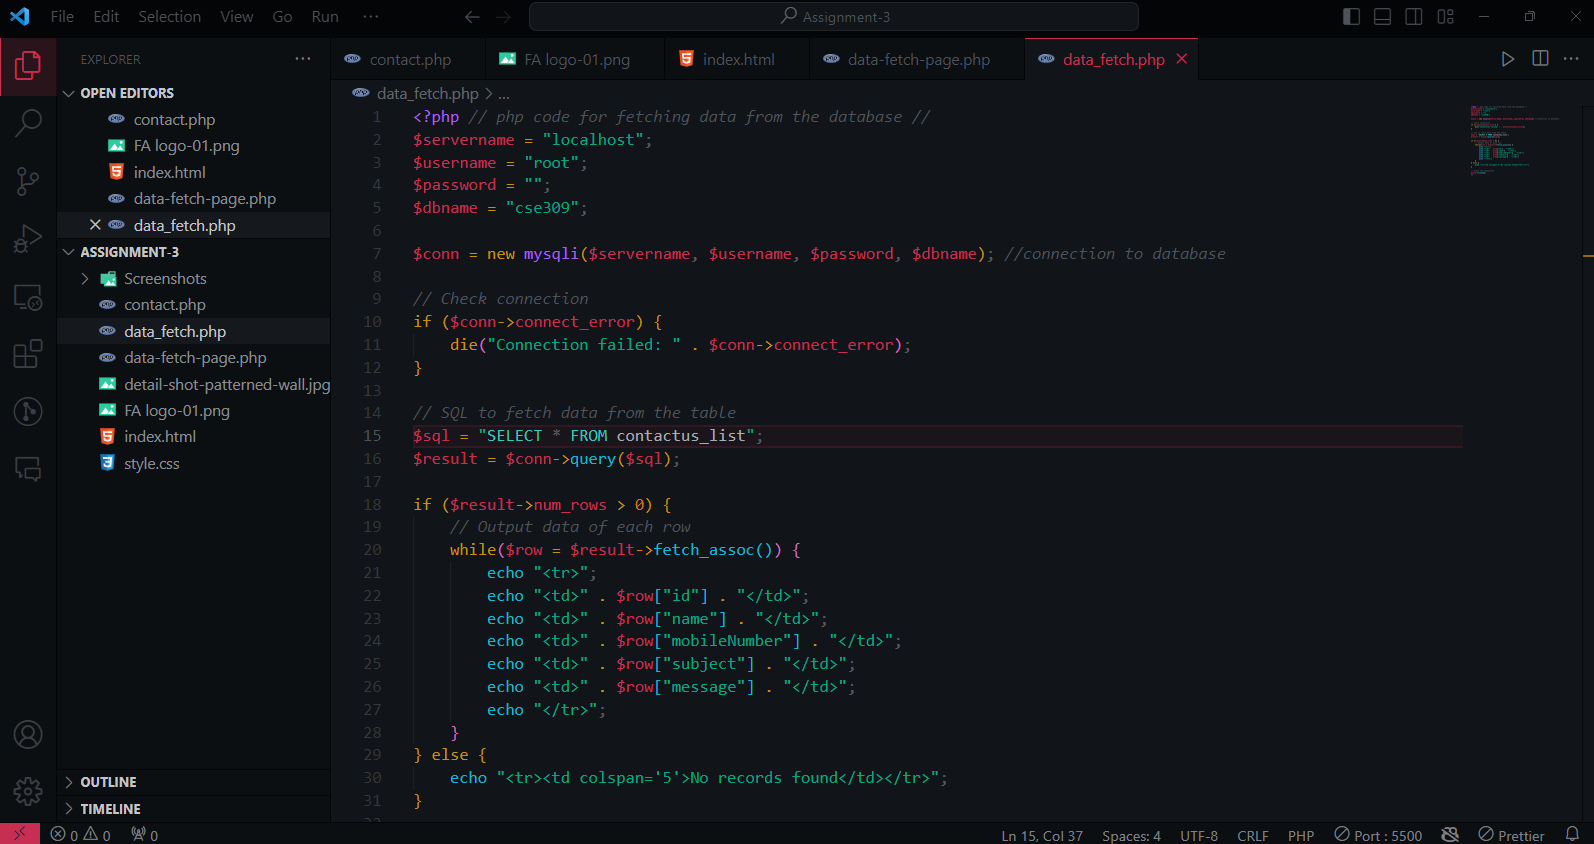 File Edit Selection View Go Run ···
Assignment-3
EXPLORER ···
OPEN EDITORS
contact.php
FA logo-01.png
index.html
data-fetch-page.php
data_fetch.php
ASSIGNMENT-3
Screenshots
contact.php
data_fetch.php
data-fetch-page.php
detail-shot-patterned-wall.jpg
FA logo-01.png
index.html
style.css
OUTLINE
TIMELINE
contact.php FA logo-01.png index.html data-fetch-page.php data_fetch.php
data_fetch.php > ...
1 <?php // php code for fetching data from the database //
2 $servername = "localhost";
3 $username = "root";
4 $password = "";
5 $dbname = "cse309";
6
7 $conn = new mysqli($servername, $username, $password, $dbname); //connection to database
8
9 // Check connection
10 if ($conn->connect_error) {
11 die("Connection failed: " . $conn->connect_error);
12 }
13
14 // SQL to fetch data from the table
15 $sql = "SELECT * FROM contactus_list";
16 $result = $conn->query($sql);
17
18 if ($result->num_rows > 0) {
19 // Output data of each row
20 while($row = $result->fetch_assoc()) {
21 echo "<tr>";
22 echo "<td>" . $row["id"] . "</td>";
23 echo "<td>" . $row["name"] . "</td>";
24 echo "<td>" . $row["mobileNumber"] . "</td>";
25 echo "<td>" . $row["subject"] . "</td>";
26 echo "<td>" . $row["message"] . "</td>";
27 echo "</tr>";
28 }
29 } else {
30 echo "<tr><td colspan='5'>No records found</td></tr>";
31 }
0 0 0 Ln 15, Col 37 Spaces: 4 UTF-8 CRLF PHP Port : 5500 Prettier